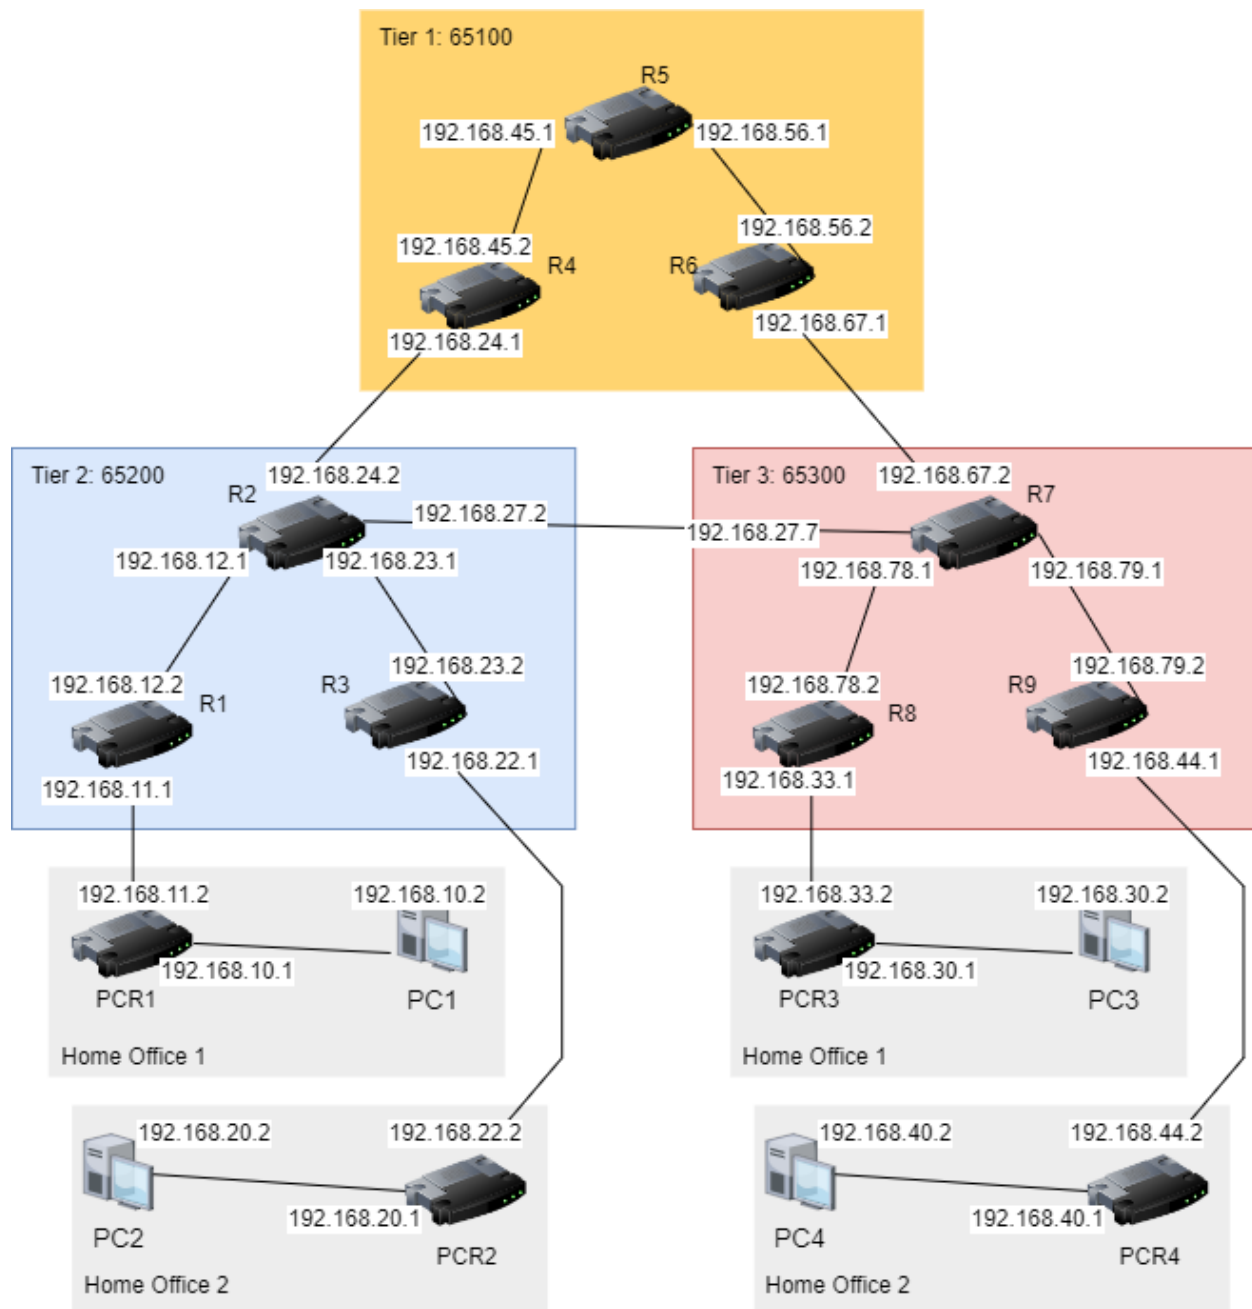 Tier 1: 65100
R5
192.168.45.1
192.168.56.1
192.168.56.2
192.168.45.2
R4
R6
192.168.67.1
192.168.24.1
Tier 2: 65200
192.168.24.2
R2
192.168.27.2
192.168.12.1
192.168.23.1
192.168.23.2
192.168.12.2
R1
R3
192.168.22.1
192.168.11.1
Tier 3: 65300
192.168.67.2
R7
192.168.27.7
192.168.78.1
192.168.79.1
192.168.79.2
192.168.78.2
R8
R9
192.168.44.1
192.168.33.1
192.168.11.2
192.168.10.2
192.168.10.1
PCR1
PC1
Home Office 1
192.168.33.2
192.168.30.2
192.168.30.1
PCR3
PC3
Home Office 1
192.168.20.2
192.168.22.2
192.168.20.1
PC2
PCR2
Home Office 2
192.168.40.2
192.168.44.2
192.168.40.1
PC4
PCR4
Home Office 2